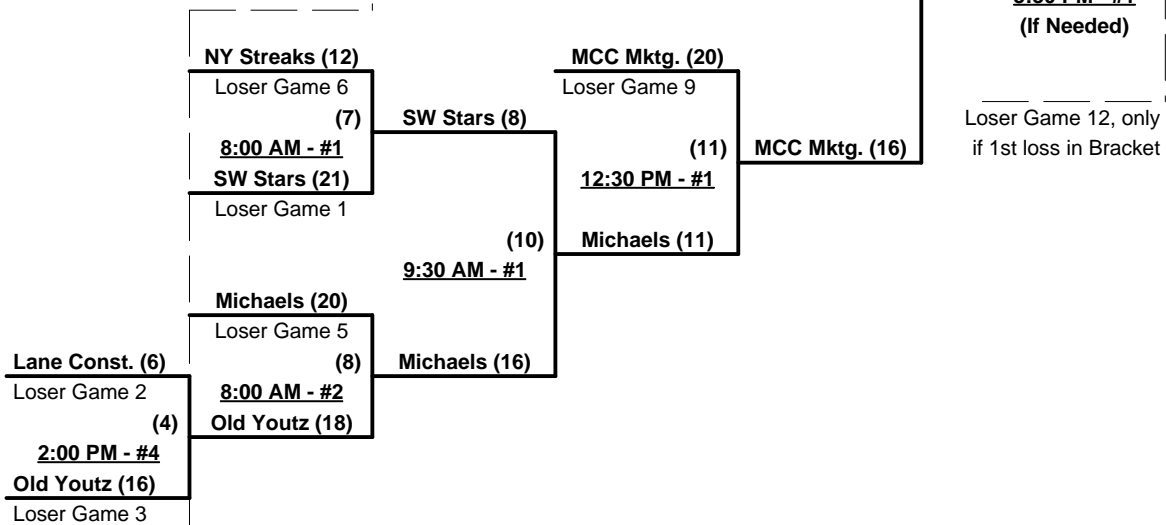 (If Needed)
NY Streaks (12)
MCC Mktg. (20)
Loser Game 6
Loser Game 9
(7)
SW Stars (8)
Loser Game 12, only
8:00 AM - #1
(11)
MCC Mktg. (16)
if 1st loss in Bracket
SW Stars (21)
12:30 PM - #1
Loser Game 1
(10)
Michaels (11)
9:30 AM - #1
Michaels (20)
Loser Game 5
Lane Const. (6)
(8)
Michaels (16)
Loser Game 2
8:00 AM - #2
(4)
Old Youtz (18)
2:00 PM - #4
Old Youtz (16)
Loser Game 3